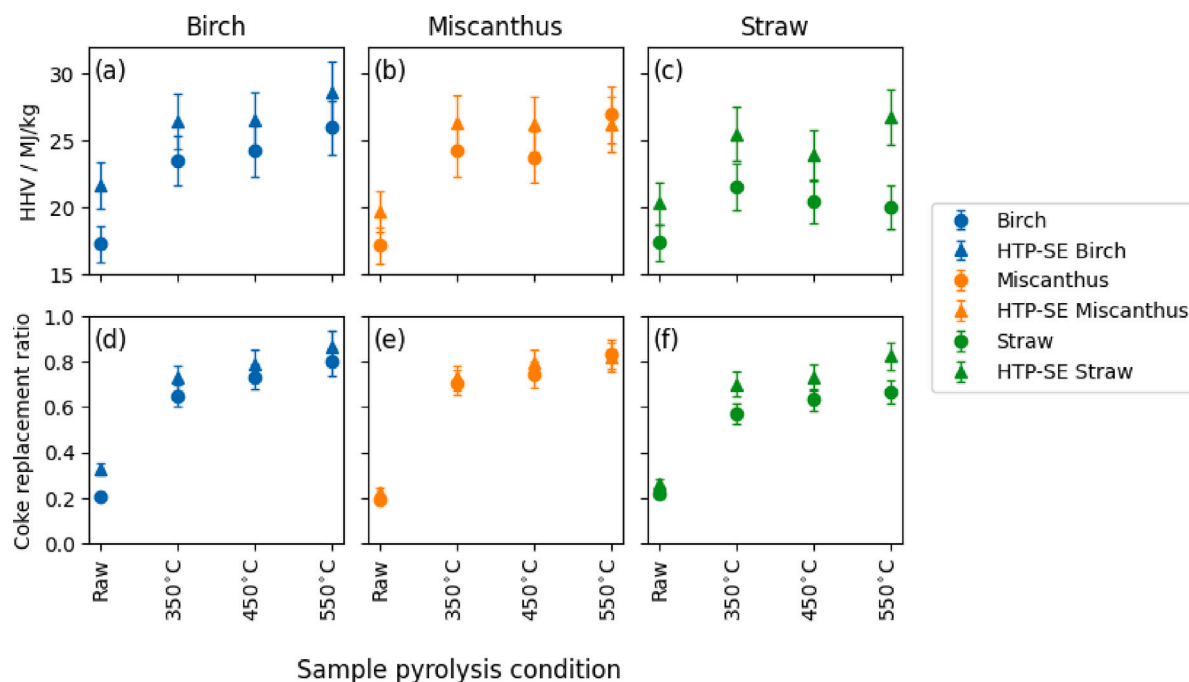 Birch
Miscanthus
Straw
HHV / MJ/kg
30
25
20
15
(a)
(b)
(c)
Coke replacement ratio
1.0
0.8
0.6
0.4
0.2
0.0
(d)
(e)
(f)
Raw
350°C
450°C
550°C
Raw
350°C
450°C
550°C
Raw
350°C
450°C
550°C
Sample pyrolysis condition
Birch
HTP-SE Birch
Miscanthus
HTP-SE Miscanthus
Straw
HTP-SE Straw